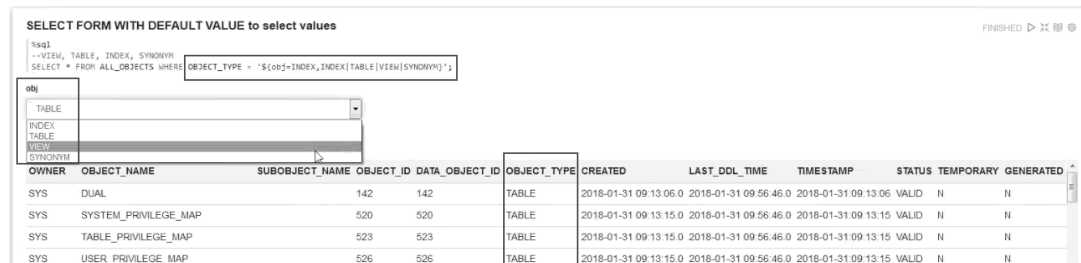 SELECT FORM WITH DEFAULT VALUE to select values
FINISHED
%sql
--VIEW, TABLE, INDEX, SYNONYM
SELECT * FROM ALL_OBJECTS WHERE OBJECT_TYPE = '${obj=INDEX,INDEX|TABLE|VIEW|SYNONYM}';
obj
TABLE
INDEX
TABLE
VIEW
SYNONYM
OWNER OBJECT_NAME SUBOBJECT_NAME OBJECT_ID DATA_OBJECT_ID OBJECT_TYPE CREATED LAST_DDL_TIME TIMESTAMP STATUS TEMPORARY GENERATED
SYS DUAL 142 142 TABLE 2018-01-31 09:13:06.0 2018-01-31 09:56:46.0 2018-01-31:09:13:06 VALID N N
SYS SYSTEM_PRIVILEGE_MAP 520 520 TABLE 2018-01-31 09:13:15.0 2018-01-31 09:56:46.0 2018-01-31:09:13:15 VALID N N
SYS TABLE_PRIVILEGE_MAP 523 523 TABLE 2018-01-31 09:13:15.0 2018-01-31 09:56:46.0 2018-01-31:09:13:15 VALID N N
SYS USER_PRIVILEGE_MAP 526 526 TABLE 2018-01-31 09:13:15.0 2018-01-31 09:56:46.0 2018-01-31:09:13:15 VALID N N